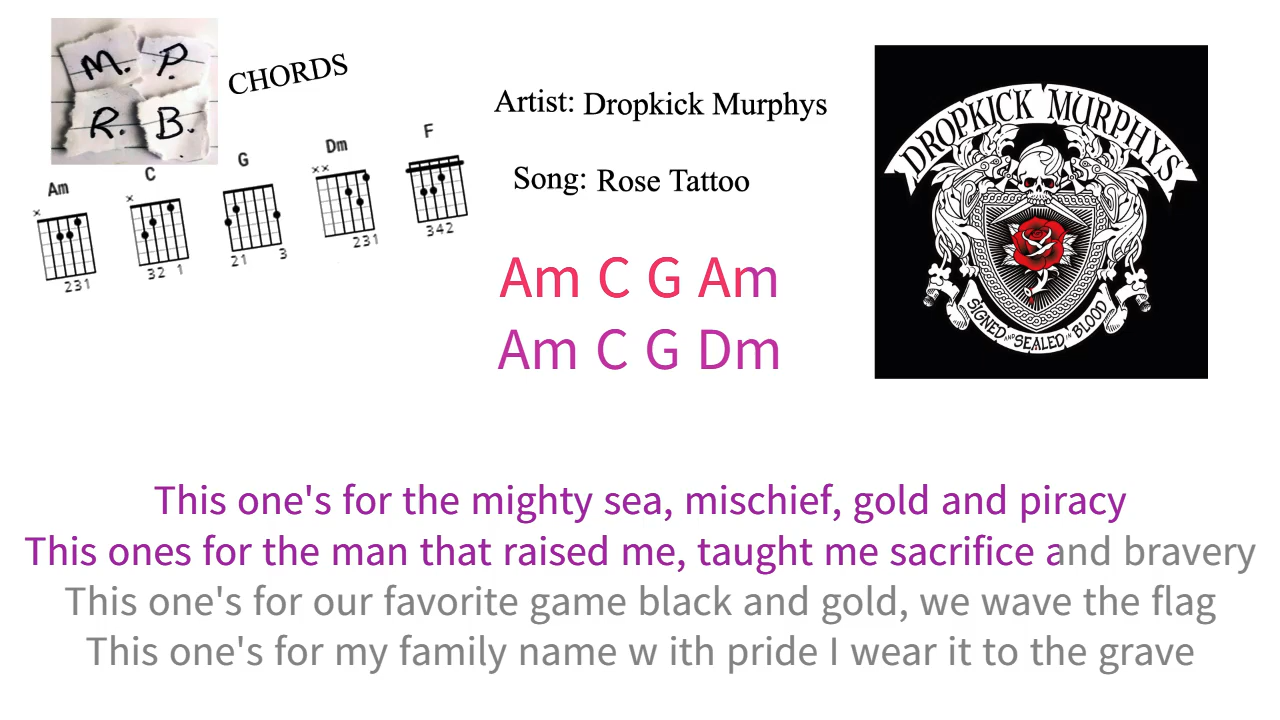 M. P.
R. B.
CHORDS
Artist: Dropkick Murphys
Song: Rose Tattoo
Am C G Dm F
x x xx
231 32 1 21 3 231 342
DROPKICK MURPHYS
SIGNED AND SEALED IN BLOOD
Am C G Am
Am C G Dm
This one's for the mighty sea, mischief, gold and piracy
This ones for the man that raised me, taught me sacrifice and bravery
This one's for our favorite game black and gold, we wave the flag
This one's for my family name w ith pride I wear it to the grave